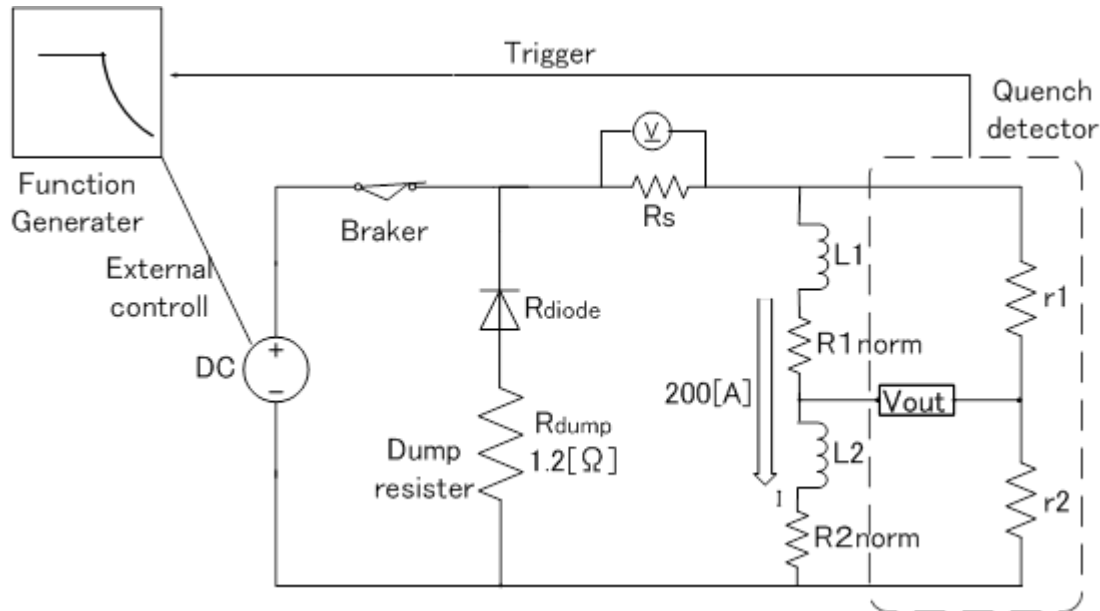 Trigger
Quench
detector
Function
Generater
External
controll
Braker
V
Rs
L1
r1
Rdiode
R1norm
DC
+
−
200[A]
Vout
Rdump
1.2[Ω]
Dump
resister
L2
I
r2
R2norm